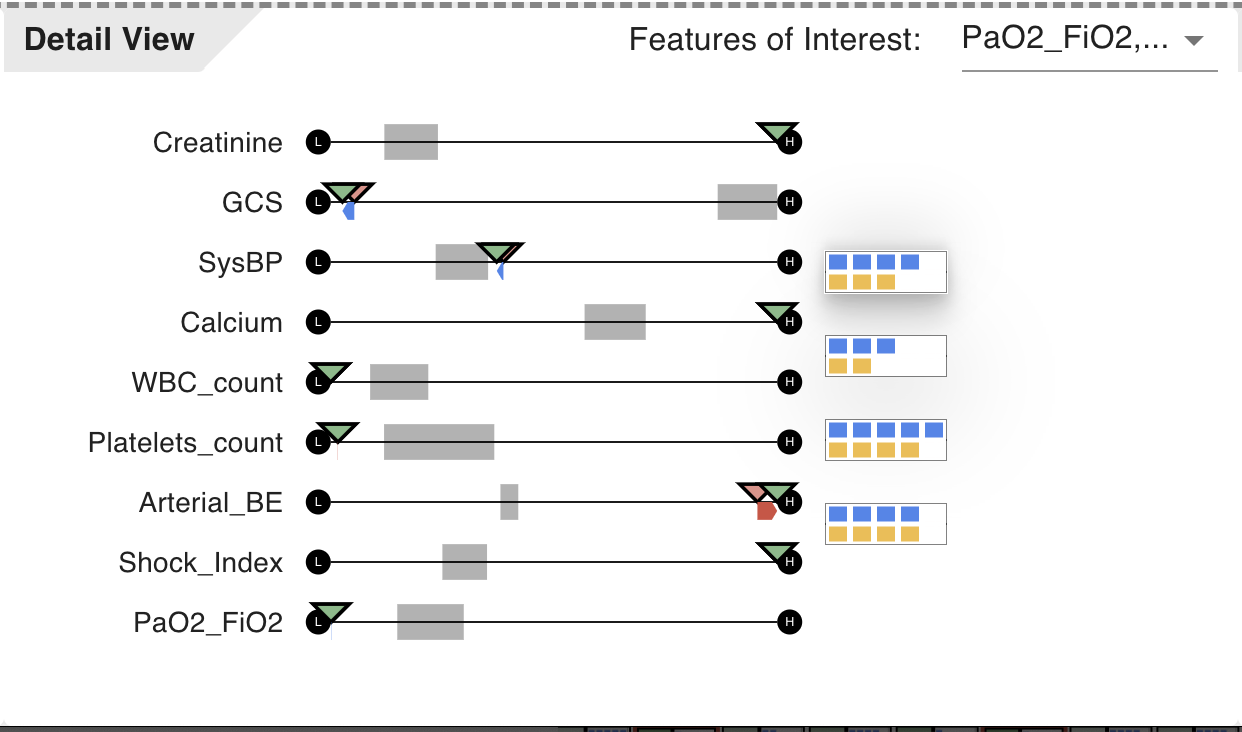 Detail View
Features of Interest: PaO2_FiO2,...
Creatinine L H
GCS L H
SysBP L H
Calcium L H
WBC_count L H
Platelets_count L H
Arterial_BE L H
Shock_Index L H
PaO2_FiO2 L H